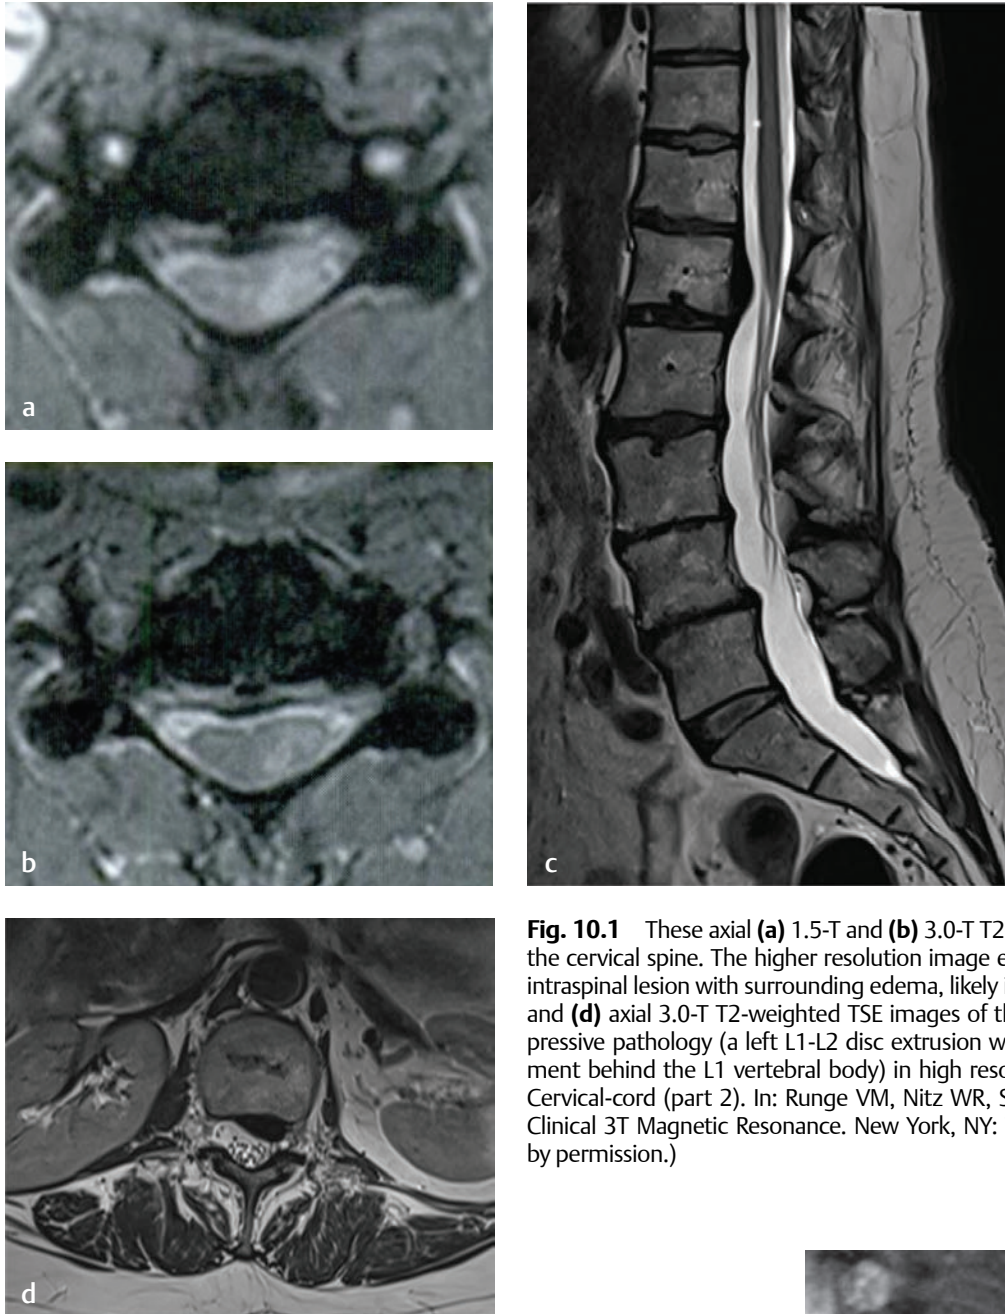 a
b
c
d
Fig. 10.1 These axial (a) 1.5-T and (b) 3.0-T T2
the cervical spine. The higher resolution image e
intraspinal lesion with surrounding edema, likely i
and (d) axial 3.0-T T2-weighted TSE images of t
pressive pathology (a left L1-L2 disc extrusion w
ment behind the L1 vertebral body) in high reso
Cervical-cord (part 2). In: Runge VM, Nitz WR, S
Clinical 3T Magnetic Resonance. New York, NY:
by permission.)